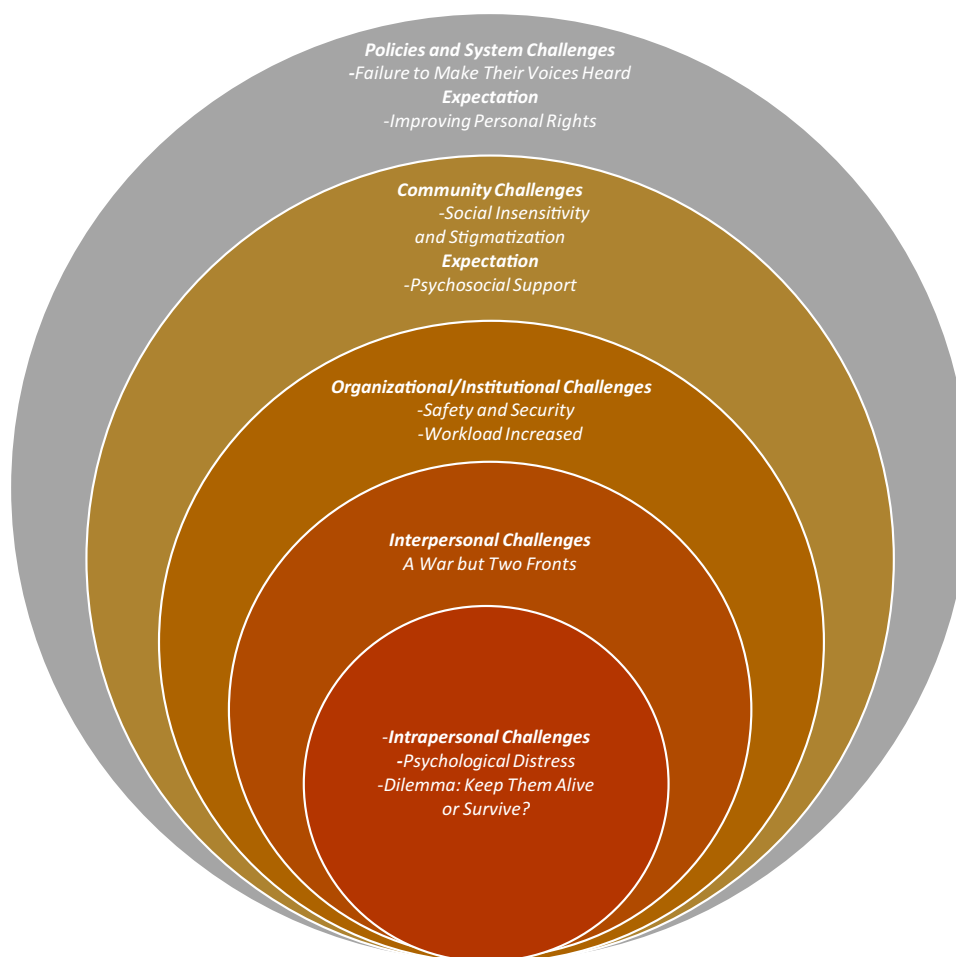 Policies and System Challenges
-Failure to Make Their Voices Heard
Expectation
-Improving Personal Rights
Community Challenges
-Social Insensitivity
and Stigmatization
Expectation
-Psychosocial Support
Organizational/Institutional Challenges
-Safety and Security
-Workload Increased
Interpersonal Challenges
A War but Two Fronts
-Intrapersonal Challenges
-Psychological Distress
-Dilemma: Keep Them Alive
or Survive?